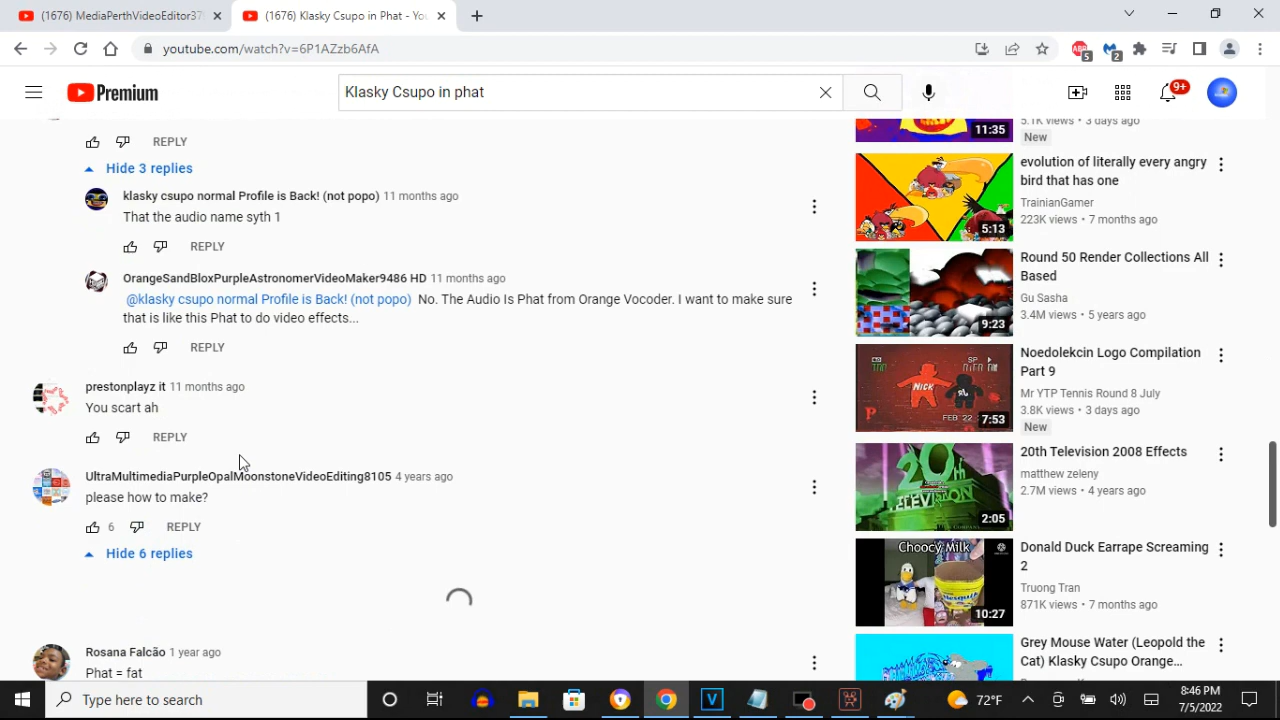 (1676) MediaPerthVideoEditor37
(1676) Klasky Csupo in Phat - You
youtube.com/watch?v=6P1AZzb6AfA
5
2
Premium
Klasky Csupo in phat
9+
REPLY
Hide 3 replies
klasky csupo normal Profile is Back! (not popo) 11 months ago
That the audio name syth 1
REPLY
OrangeSandBloxPurpleAstronomerVideoMaker9486 HD 11 months ago
@klasky csupo normal Profile is Back! (not popo) No. The Audio Is Phat from Orange Vocoder. I want to make sure
that is like this Phat to do video effects...
REPLY
prestonplayz it 11 months ago
You scart ah
REPLY
UltraMultimediaPurpleOpalMoonstoneVideoEditing8105 4 years ago
please how to make?
6 REPLY
Hide 6 replies
Rosana Falcão 1 year ago
Phat = fat
11:35
5.1K views • 3 days ago
New
5:13
evolution of literally every angry
bird that has one
TrainianGamer
223K views • 7 months ago
9:23
Round 50 Render Collections All
Based
Gu Sasha
3.4M views • 5 years ago
SP
NICK
FEB 22
7:53
Noedolekcin Logo Compilation
Part 9
Mr YTP Tennis Round 8 July
3.8K views • 3 days ago
New
20th
TELEVISION
2:05
20th Television 2008 Effects
matthew zeleny
2.7M views • 4 years ago
Choocy Milk
10:27
Donald Duck Earrape Screaming
2
Truong Tran
871K views • 7 months ago
Grey Mouse Water (Leopold the
Cat) Klasky Csupo Orange...
Type here to search
72°F
8:46 PM
7/5/2022